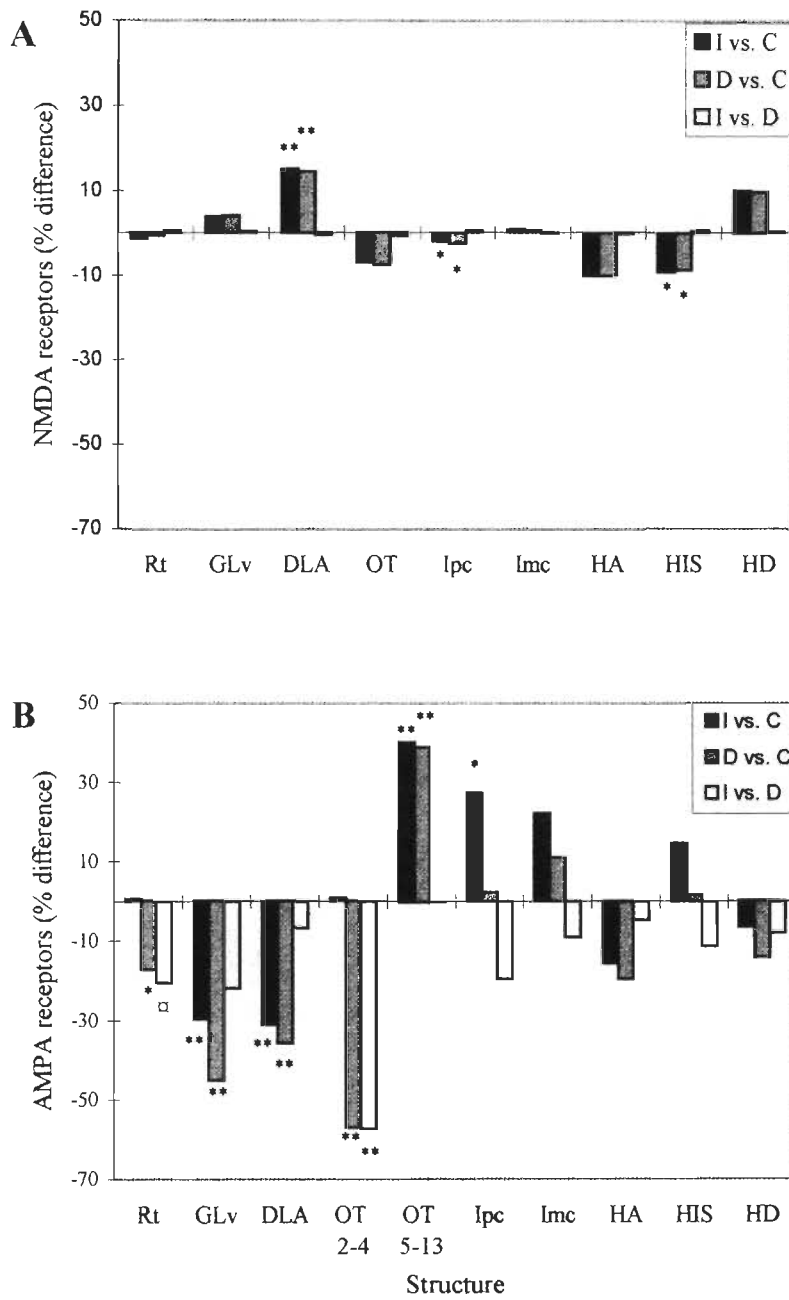 A
50
30
10
-10
-30
-50
-70
NMDA receptors (% difference)
I vs. C
D vs. C
I vs. D
** **
* *
* *
Rt GLv DLA OT Ipc Imc HA HIS HD
B
50
30
10
-10
-30
-50
-70
AMPA receptors (% difference)
I vs. C
D vs. C
I vs. D
** **
*
* ¤
** **
** **
** **
Rt GLv DLA OT OT Ipc Imc HA HIS HD
2-4 5-13
Structure